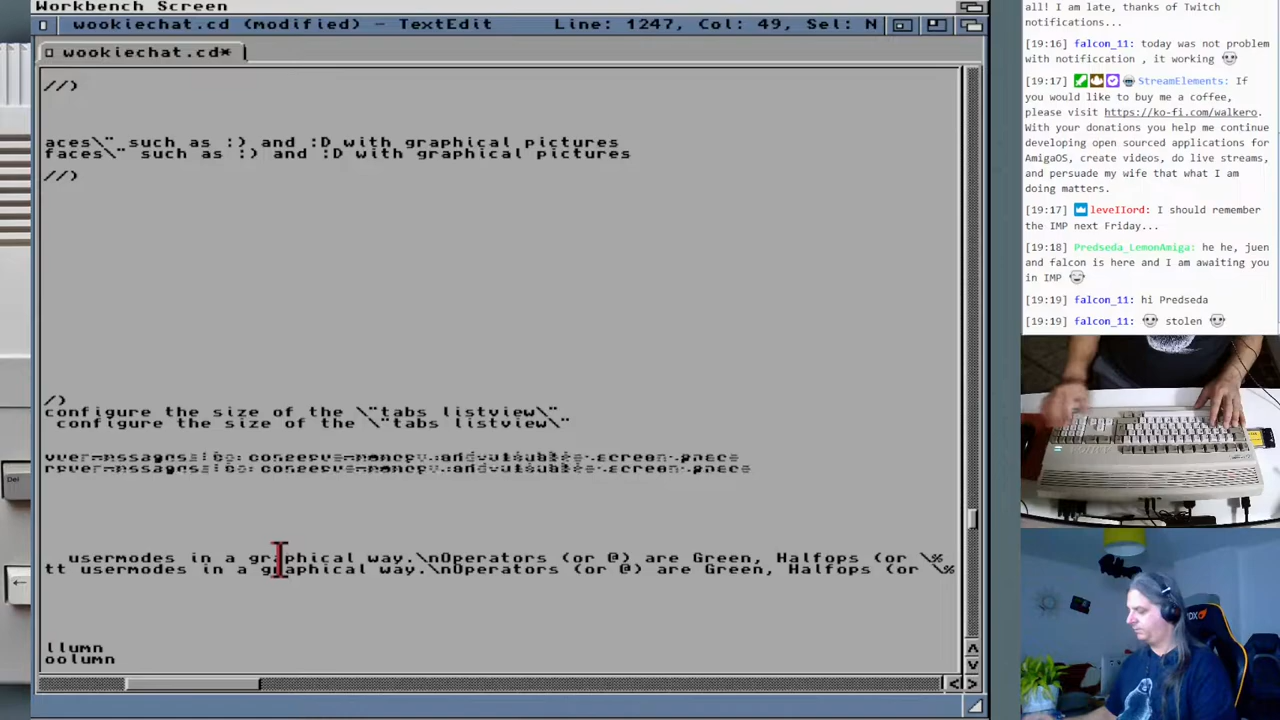 Workbench Screen
wookiechat.cd (modified) - TextEdit Line: 1247, Col: 49, Sel: N
wookiechat.cd*
//)
aces\" such as :) and :D with graphical pictures
faces\" such as :) and :D with graphical pictures
//)
/)
configure the size of the \"tabs listview\"
configure the size of the \"tabs listview\"
usermodes in a graphical way.\nOperators (or @) are Green, Halfops (or \%
tt usermodes in a graphical way.\nOperators (or @) are Green, Halfops (or \%
llumn
oolumn
all! I am late, thanks of Twitch
notifications...
[19:16] falcon_11: today was not problem
with notificcation , it working
[19:17] StreamElements: If
you would like to buy me a coffee,
please visit https://ko-fi.com/walkero.
With your donations you help me continue
developing open sourced applications for
AmigaOS, create videos, do live streams,
and persuade my wife that what I am
doing matters.
[19:17] leveIIord: I should remember
the IMP next Friday...
[19:18] Predseda_LemonAmiga: he he, juen
and falcon is here and I am awaiting you
in IMP
[19:19] falcon_11: hi Predseda
[19:19] falcon_11: stolen
Del